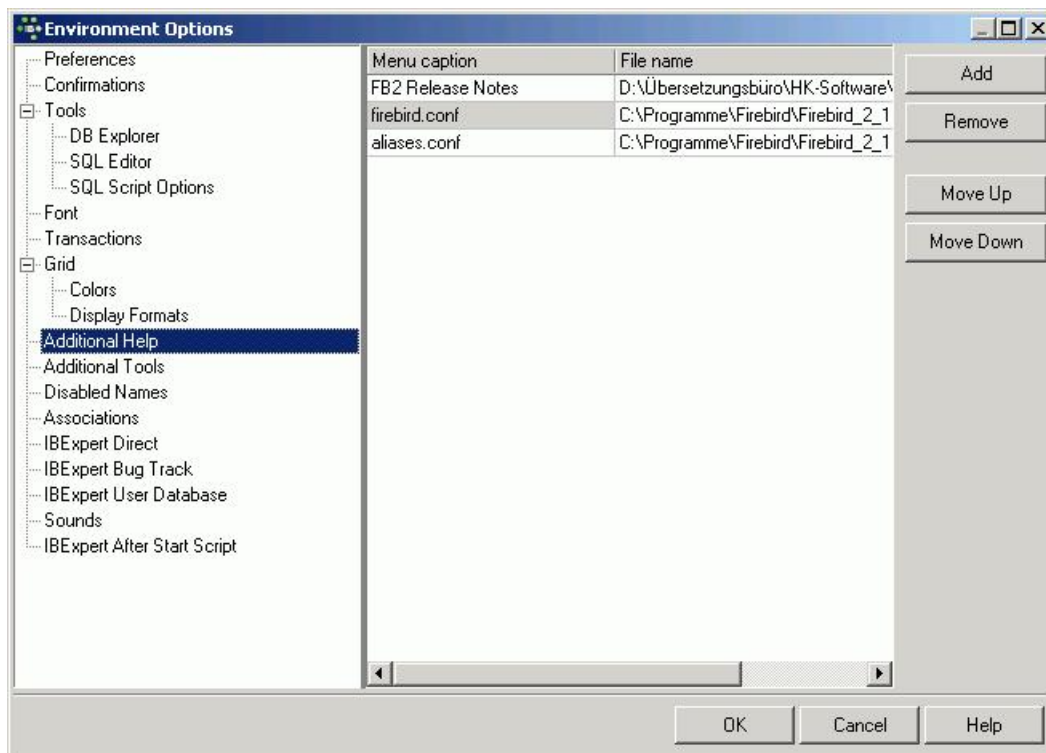 Environment Options
Preferences
Confirmations
Tools
DB Explorer
SQL Editor
SQL Script Options
Font
Transactions
Grid
Colors
Display Formats
Additional Help
Additional Tools
Disabled Names
Associations
IBExpert Direct
IBExpert Bug Track
IBExpert User Database
Sounds
IBExpert After Start Script
Menu caption File name
FB2 Release Notes D:\Übersetzungsbüro\HK-Software\
firebird.conf C:\Programme\Firebird\Firebird_2_1
aliases.conf C:\Programme\Firebird\Firebird_2_1
Add
Remove
Move Up
Move Down
OK Cancel Help